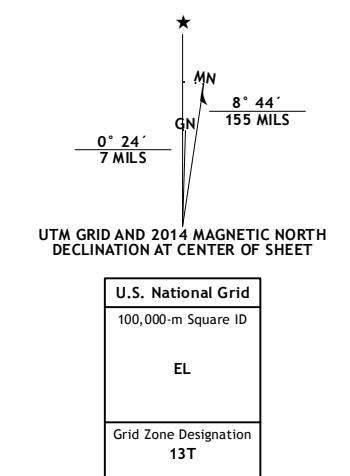 ★
MN
8° 44´
155 MILS
GN
0° 24´
7 MILS
UTM GRID AND 2014 MAGNETIC NORTH
DECLINATION AT CENTER OF SHEET
U.S. National Grid
100,000-m Square ID
EL
Grid Zone Designation
13T